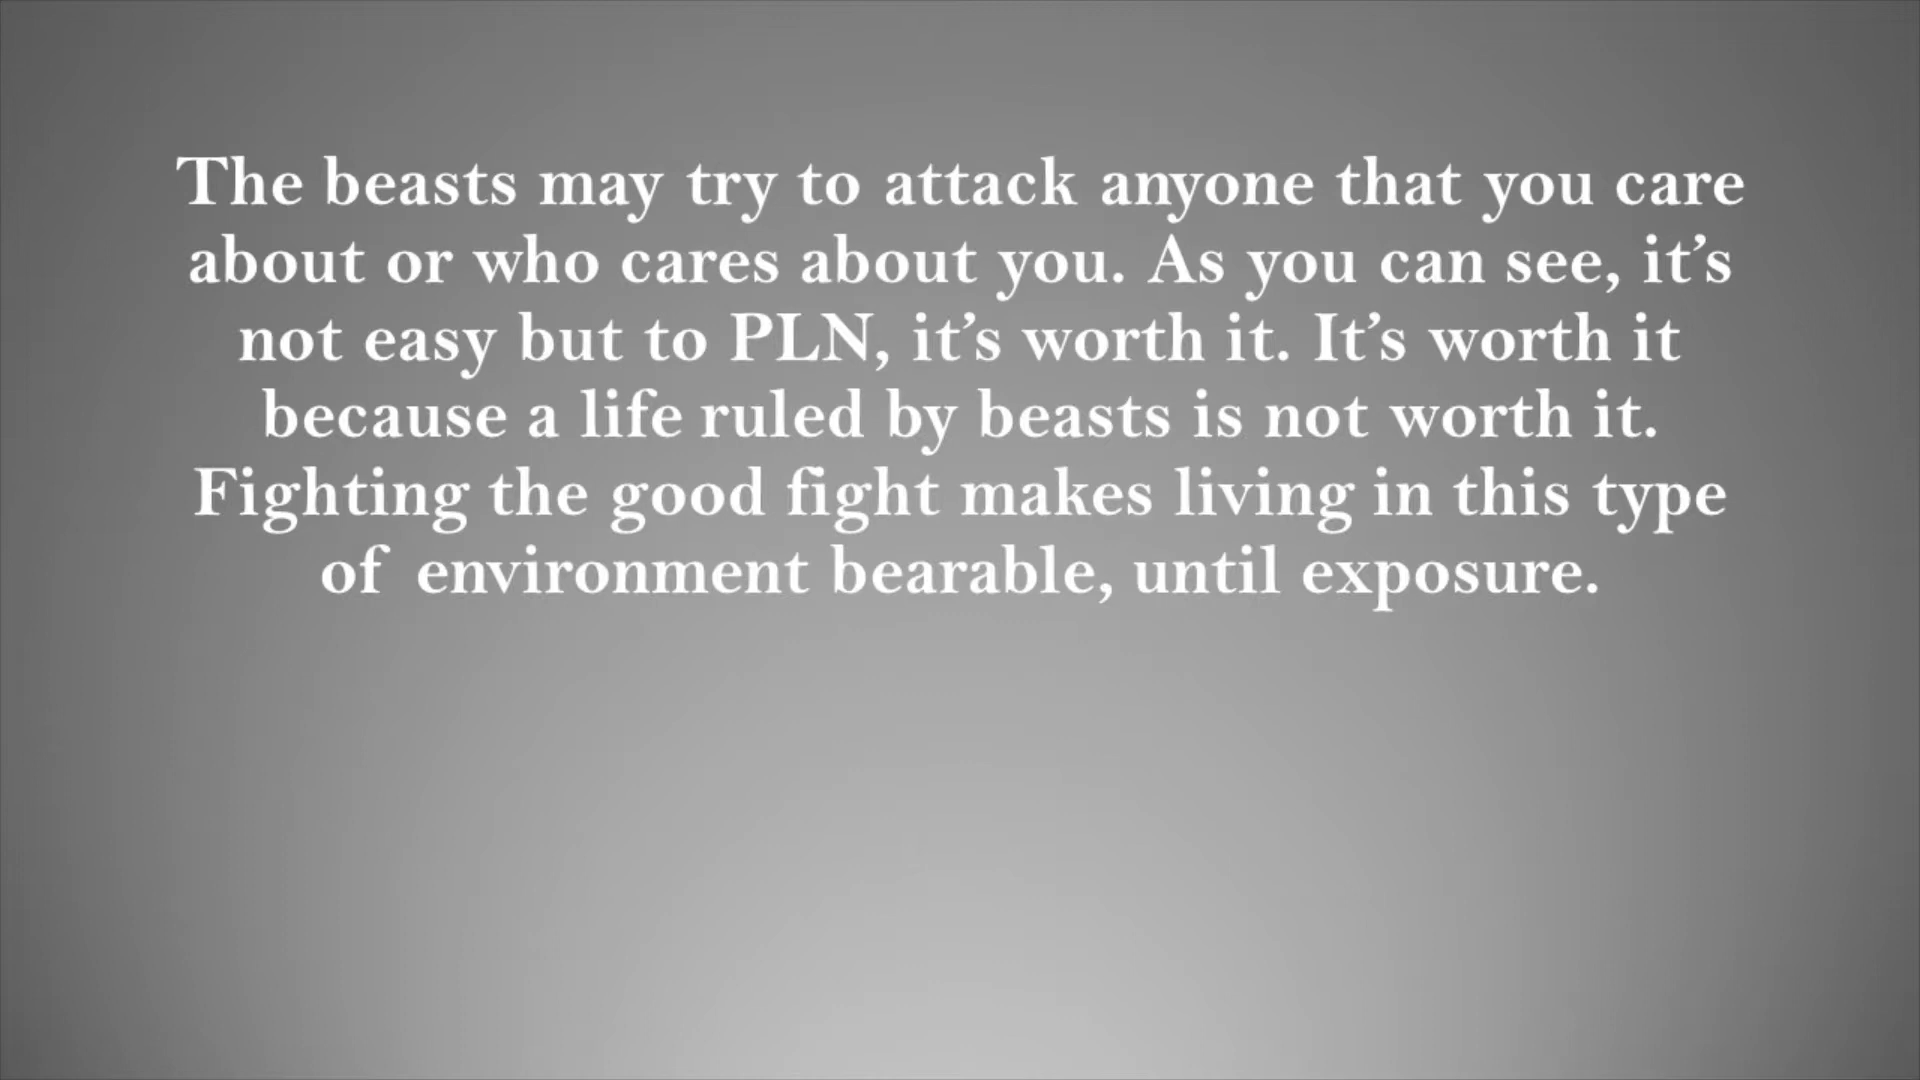 The beasts may try to attack anyone that you care
about or who cares about you. As you can see, it’s
not easy but to PLN, it’s worth it. It’s worth it
because a life ruled by beasts is not worth it.
Fighting the good fight makes living in this type
of  environment bearable, until exposure.